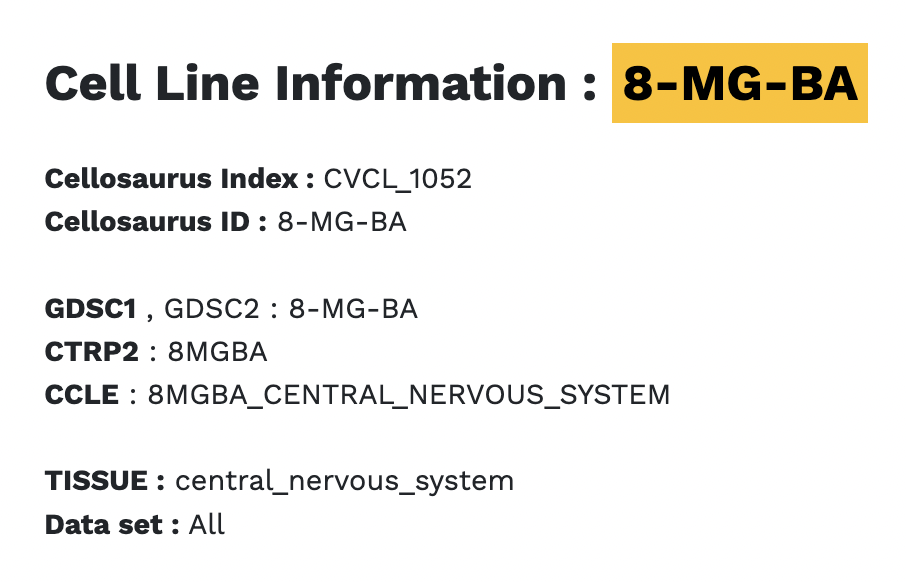 Cell Line Information : 8-MG-BA
Cellosaurus Index : CVCL_1052
Cellosaurus ID : 8-MG-BA
GDSC1 , GDSC2 : 8-MG-BA
CTRP2 : 8MGBA
CCLE : 8MGBA_CENTRAL_NERVOUS_SYSTEM
TISSUE : central_nervous_system
Data set : All